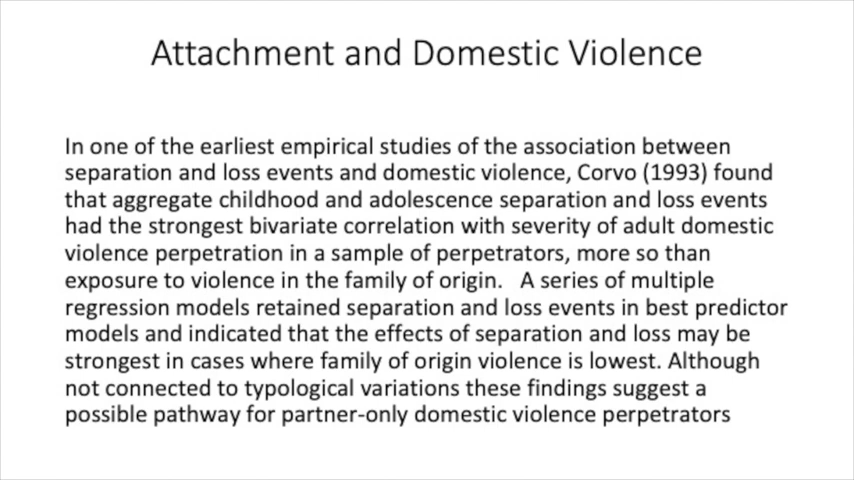 Attachment and Domestic Violence
In one of the earliest empirical studies of the association between
separation and loss events and domestic violence, Corvo (1993) found
that aggregate childhood and adolescence separation and loss events
had the strongest bivariate correlation with severity of adult domestic
violence perpetration in a sample of perpetrators, more so than
exposure to violence in the family of origin.   A series of multiple
regression models retained separation and loss events in best predictor
models and indicated that the effects of separation and loss may be
strongest in cases where family of origin violence is lowest. Although
not connected to typological variations these findings suggest a
possible pathway for partner-only domestic violence perpetrators